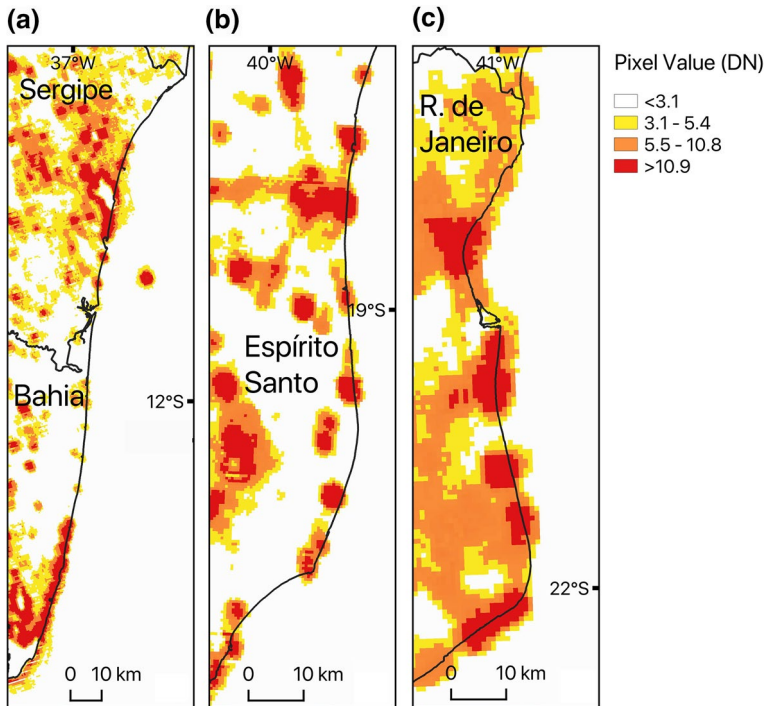 (a)
(b)
(c)
37°W
40°W
41°W
Pixel Value (DN)
<3.1
3.1 - 5.4
5.5 - 10.8
>10.9
Sergipe
R. de
Janeiro
19°S
Espírito
Santo
Bahia
12°S
22°S
0 10 km
0 10 km
0 10 km